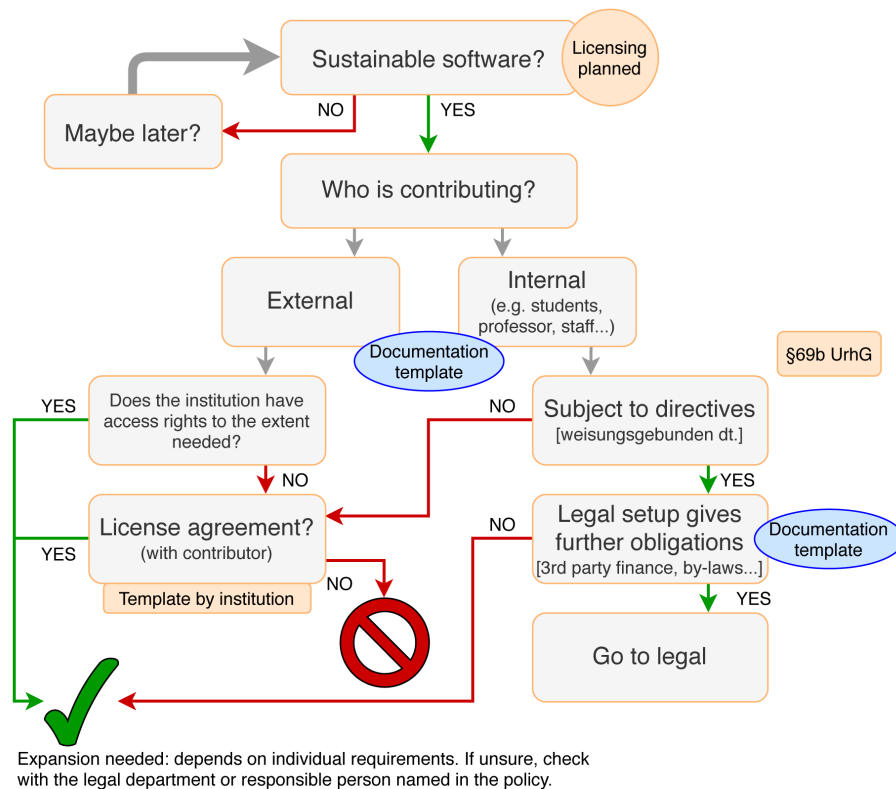 Sustainable software?
Licensing
planned
NO
YES
Maybe later?
Who is contributing?
External
Internal
(e.g. students,
professor, staff...)
Documentation
template
§69b UrhG
YES
Does the institution have
access rights to the extent
needed?
NO
Subject to directives
[weisungsgebunden dt.]
NO
YES
License agreement?
(with contributor)
YES
NO
Legal setup gives
further obligations
[3rd party finance, by-laws...]
Documentation
template
Template by institution
NO
YES
Go to legal
Expansion needed: depends on individual requirements. If unsure, check
with the legal department or responsible person named in the policy.